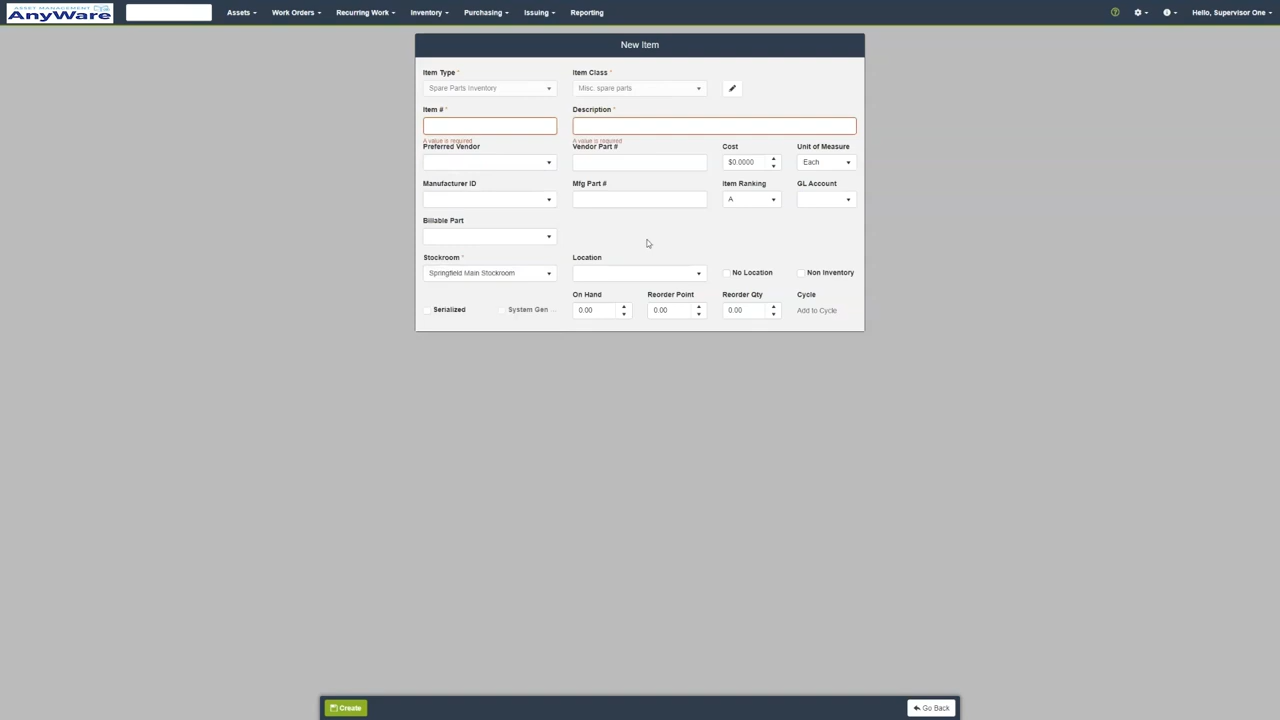 ASSET MANAGEMENT
AnyWare
Assets Work Orders Recurring Work Inventory Purchasing Issuing Reporting
Hello, Supervisor One
New Item
Item Type * Item Class *
Spare Parts Inventory Misc. spare parts
Item # * Description *
A value is required A value is required
Preferred Vendor Vendor Part # Cost Unit of Measure
$0.0000 Each
Manufacturer ID Mfg Part # Item Ranking GL Account
A
Billable Part
Stockroom * Location
Springfield Main Stockroom No Location Non Inventory
On Hand Reorder Point Reorder Qty Cycle
Serialized System Gen ... 0.00 0.00 0.00 Add to Cycle
Create Go Back